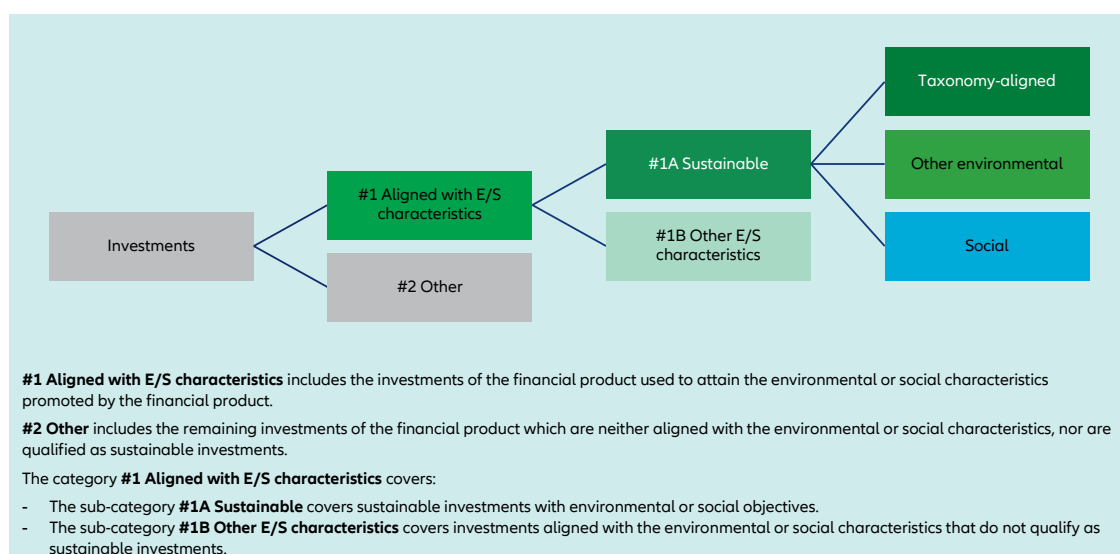 Taxonomy-aligned
#1A Sustainable
Other environmental
#1 Aligned with E/S
characteristics
#1B Other E/S
characteristics
Investments
Social
#2 Other
#1 Aligned with E/S characteristics includes the investments of the financial product used to attain the environmental or social characteristics
promoted by the financial product.
#2 Other includes the remaining investments of the financial product which are neither aligned with the environmental or social characteristics, nor are
qualified as sustainable investments.
The category #1 Aligned with E/S characteristics covers:
- The sub-category #1A Sustainable covers sustainable investments with environmental or social objectives.
- The sub-category #1B Other E/S characteristics covers investments aligned with the environmental or social characteristics that do not qualify as
sustainable investments.